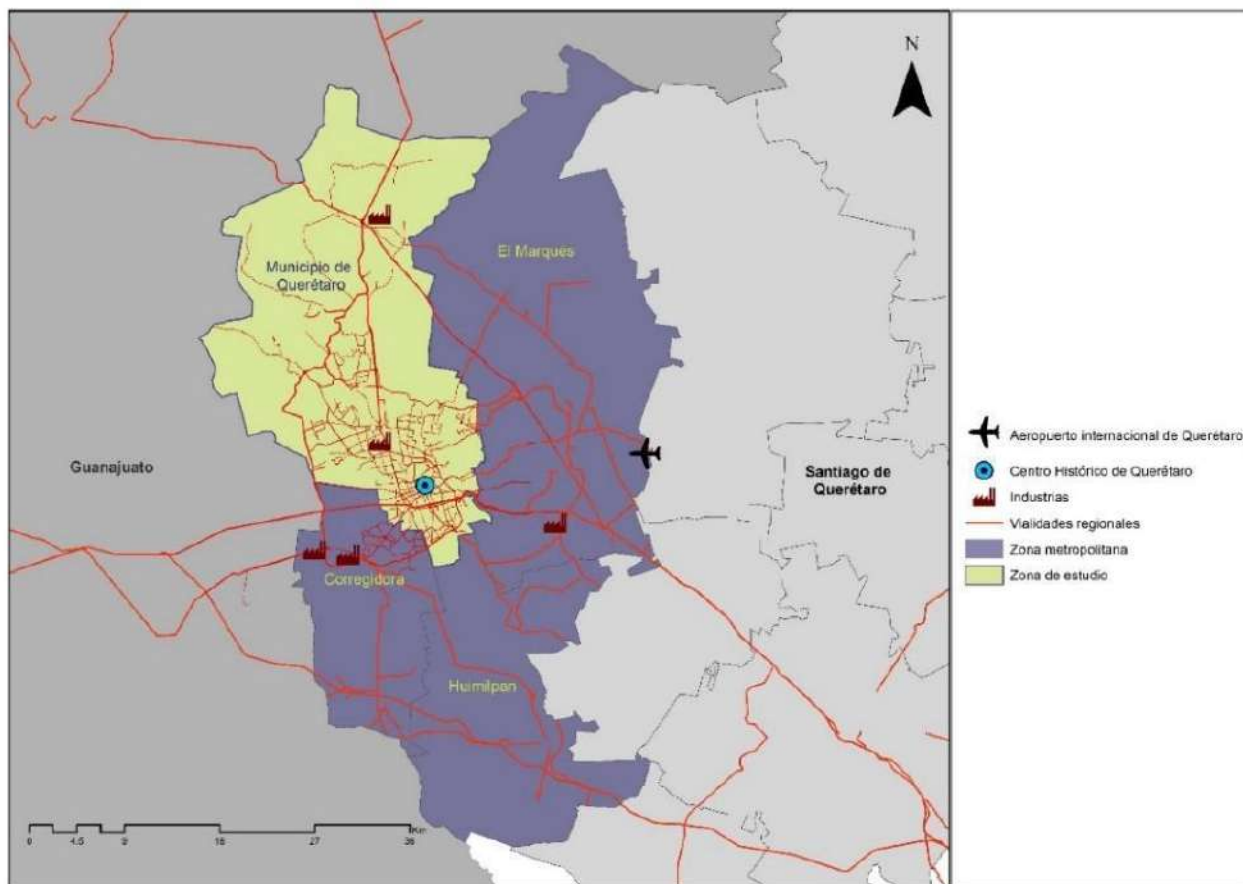 N
El Marqués
Municipio de
Querétaro
Guanajuato
Santiago de
Querétaro
Corregidora
Huimilpan
Km
0 4.5 9 18 27 36
Aeropuerto internacional de Querétaro
Centro Histórico de Querétaro
Industrias
Vialidades regionales
Zona metropolitana
Zona de estudio